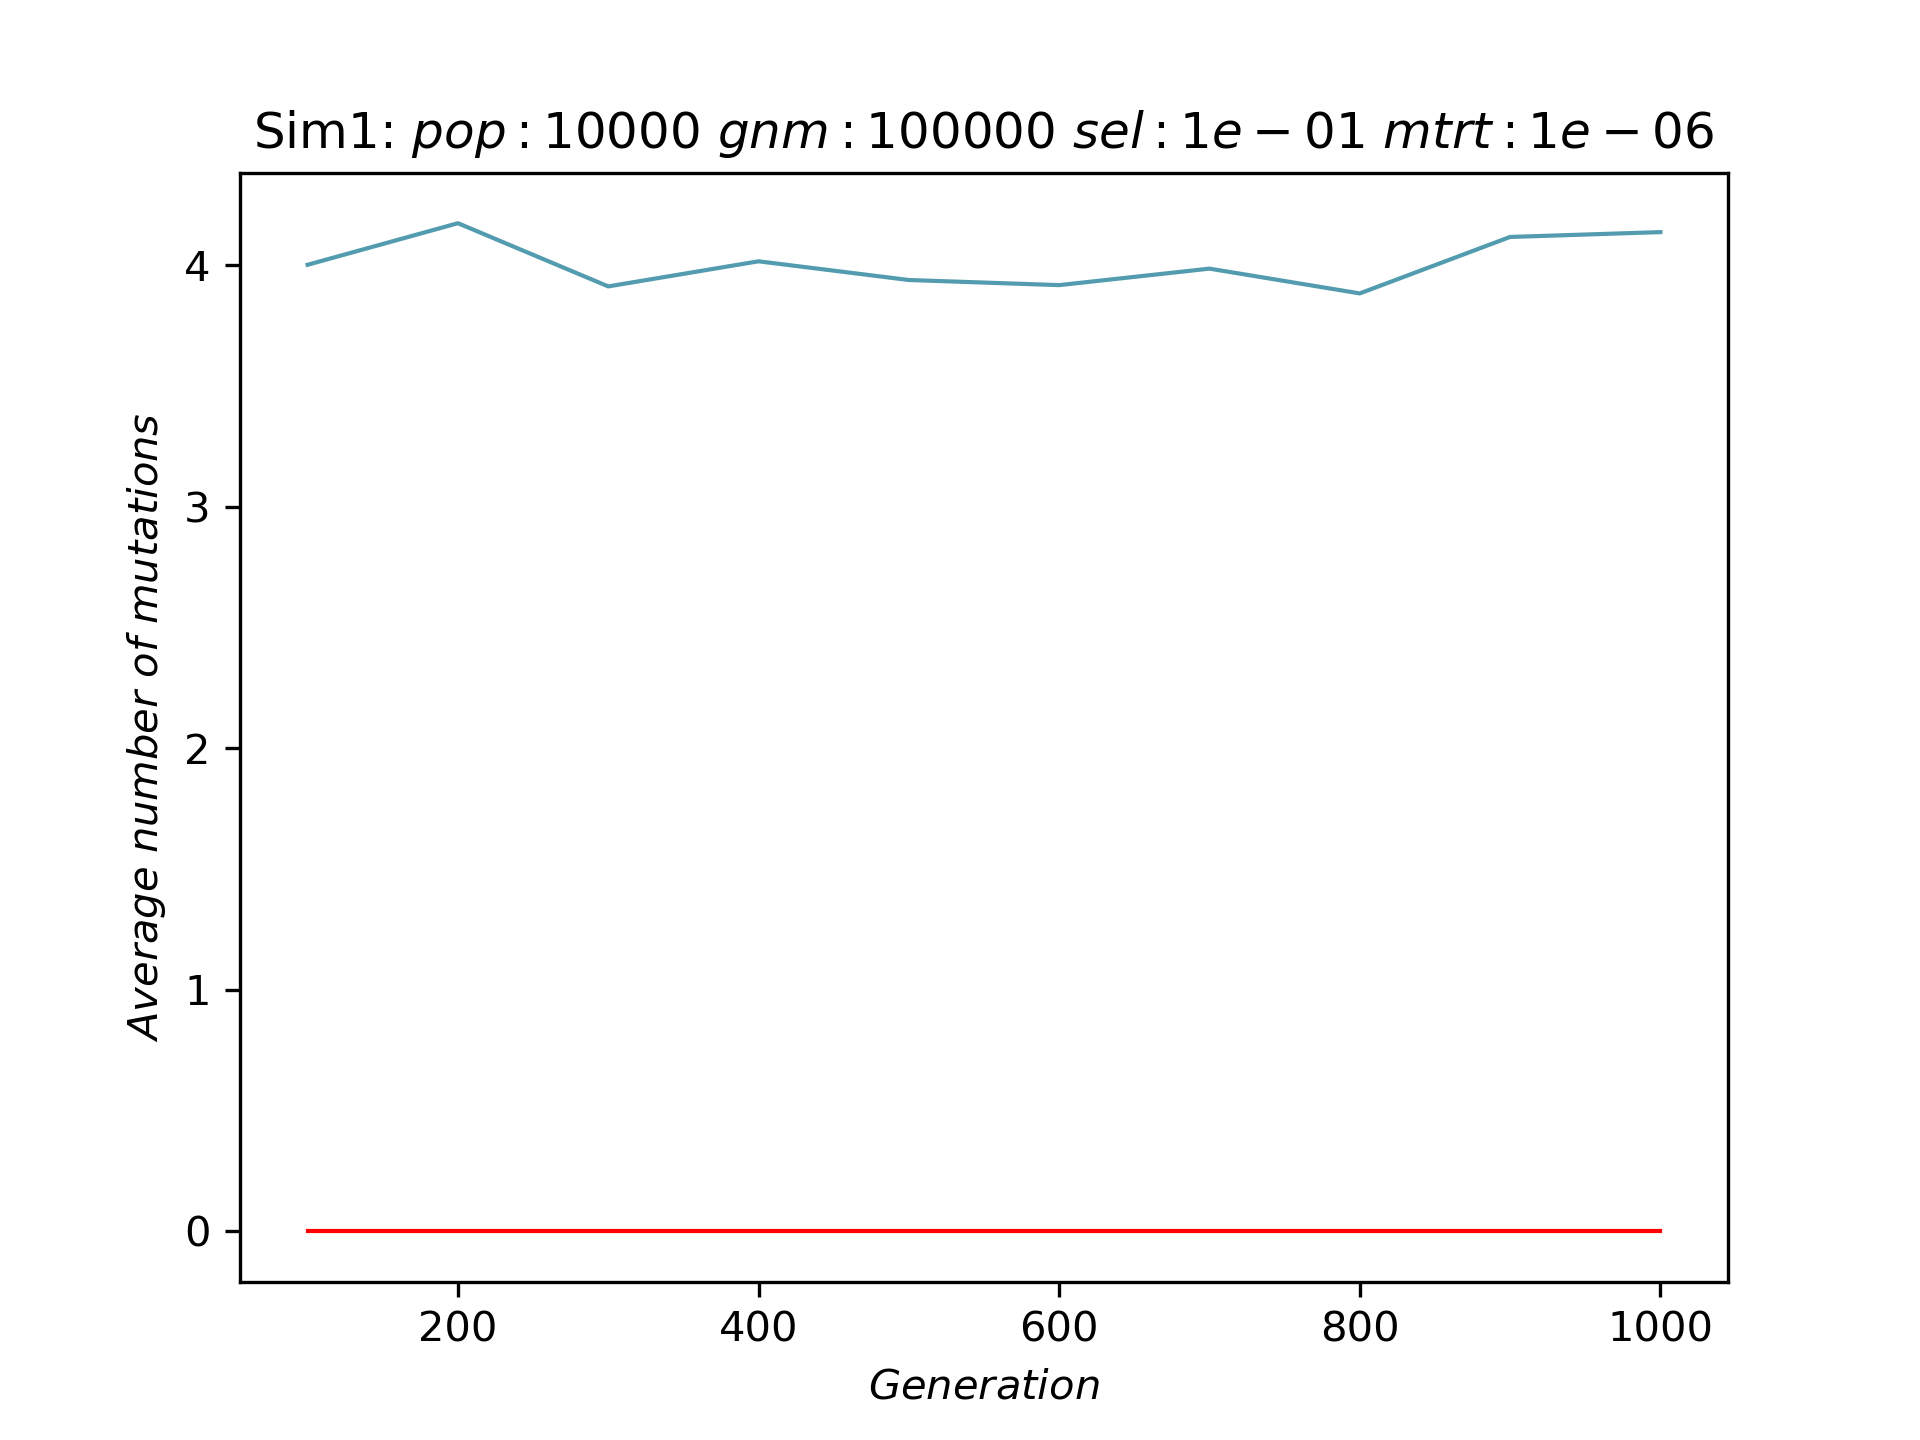 Sim1: pop : 10000 gnm : 100000 sel : 1e − 01 mtrt : 1e − 06
Average number of mutations
4
3
2
1
0
200 400 600 800 1000
Generation